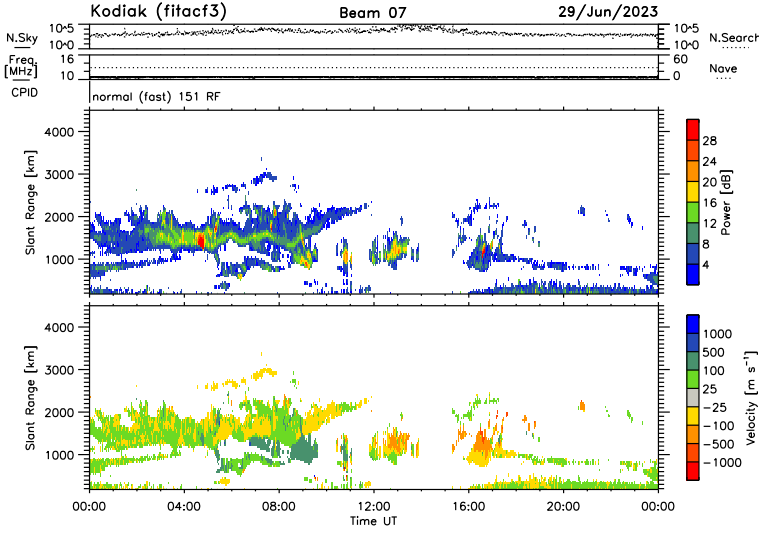 Kodiak (fitacf3) Beam 07 29/Jun/2023
N.Sky 10^5 10^0 10^5 10^0 N.Search
Freq. [MHz] 16 10 60 0 Nave
CPID normal (fast) 151 RF
Slant Range [km] 4000 3000 2000 1000
Power [dB] 28 24 20 16 12 8 4
Slant Range [km] 4000 3000 2000 1000
Velocity [m s⁻¹] 1000 500 100 25 −25 −100 −500 −1000
00:00 04:00 08:00 12:00 16:00 20:00 00:00
Time UT